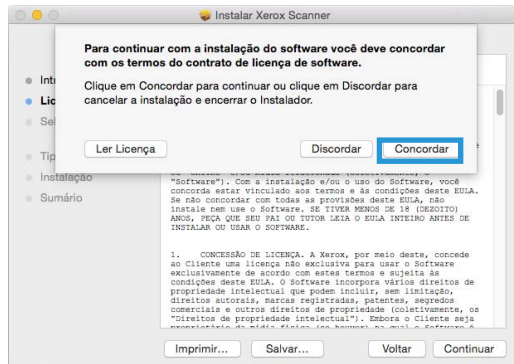 Instalar Xerox Scanner
Para continuar com a instalação do software você deve concordar
com os termos do contrato de licença de software.
Clique em Concordar para continuar ou clique em Discordar para
cancelar a instalação e encerrar o Instalador.
Ler Licença
Discordar
Concordar
Lic
Tip
Instalação
Sumário
"Software"). Com a instalação e/ou o uso do Software, você
concorda estar vinculado aos termos e às condições deste EULA.
Se não concordar com todas as provisões deste EULA, não
instale nem use o Software. SE TIVER MENOS DE 18 (DEZOITO)
ANOS, PEÇA QUE SEU PAI OU TUTOR LEIA O EULA INTEIRO ANTES DE
INSTALAR OU USAR O SOFTWARE.
1. CONCESSÃO DE LICENÇA. A Xerox, por meio deste, concede
ao Cliente uma licença não exclusiva para usar o Software
exclusivamente de acordo com estes termos e sujeita às
condições deste EULA. O Software incorpora vários direitos de
propriedade intelectual que podem incluir, sem limitação,
direitos autorais, marcas registradas, patentes, segredos
comerciais e outros direitos de propriedade (coletivamente, os
"Direitos de propriedade intelectual"). Embora o Cliente seja
Imprimir...
Salvar...
Voltar
Continuar